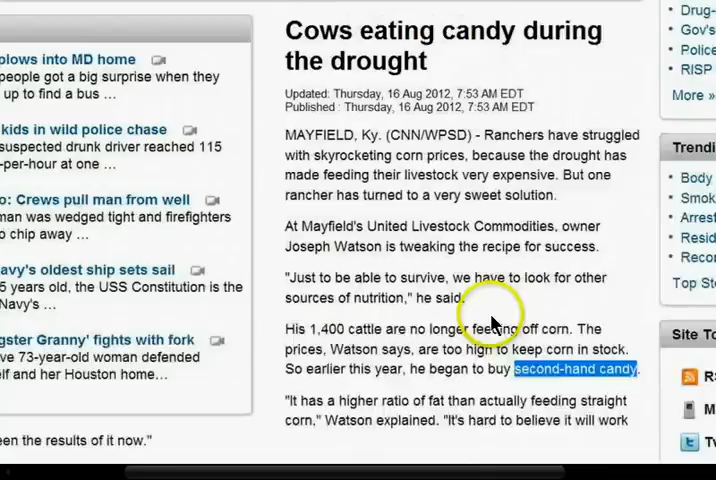 plows into MD home
people got a big surprise when they
up to find a bus ...
kids in wild police chase
suspected drunk driver reached 115
-per-hour at one ...
o: Crews pull man from well
man was wedged tight and firefighters
o chip away ...
avy's oldest ship sets sail
5 years old, the USS Constitution is the
Navy's ...
gster Granny' fights with fork
ve 73-year-old woman defended
elf and her Houston home...
een the results of it now."
Cows eating candy during
the drought
Updated: Thursday, 16 Aug 2012, 7:53 AM EDT
Published : Thursday, 16 Aug 2012, 7:53 AM EDT
MAYFIELD, Ky. (CNN/WPSD) - Ranchers have struggled
with skyrocketing corn prices, because the drought has
made feeding their livestock very expensive. But one
rancher has turned to a very sweet solution.
At Mayfield's United Livestock Commodities, owner
Joseph Watson is tweaking the recipe for success.
"Just to be able to survive, we have to look for other
sources of nutrition," he said.
His 1,400 cattle are no longer feeding off corn. The
prices, Watson says, are too high to keep corn in stock.
So earlier this year, he began to buy second-hand candy.
"It has a higher ratio of fat than actually feeding straight
corn," Watson explained. "It's hard to believe it will work
Drug-
Gov's
Police
RISP
More »
Trendi
Body
Smok
Arrest
Resid
Recor
Top St
Site To
R
M
Tv